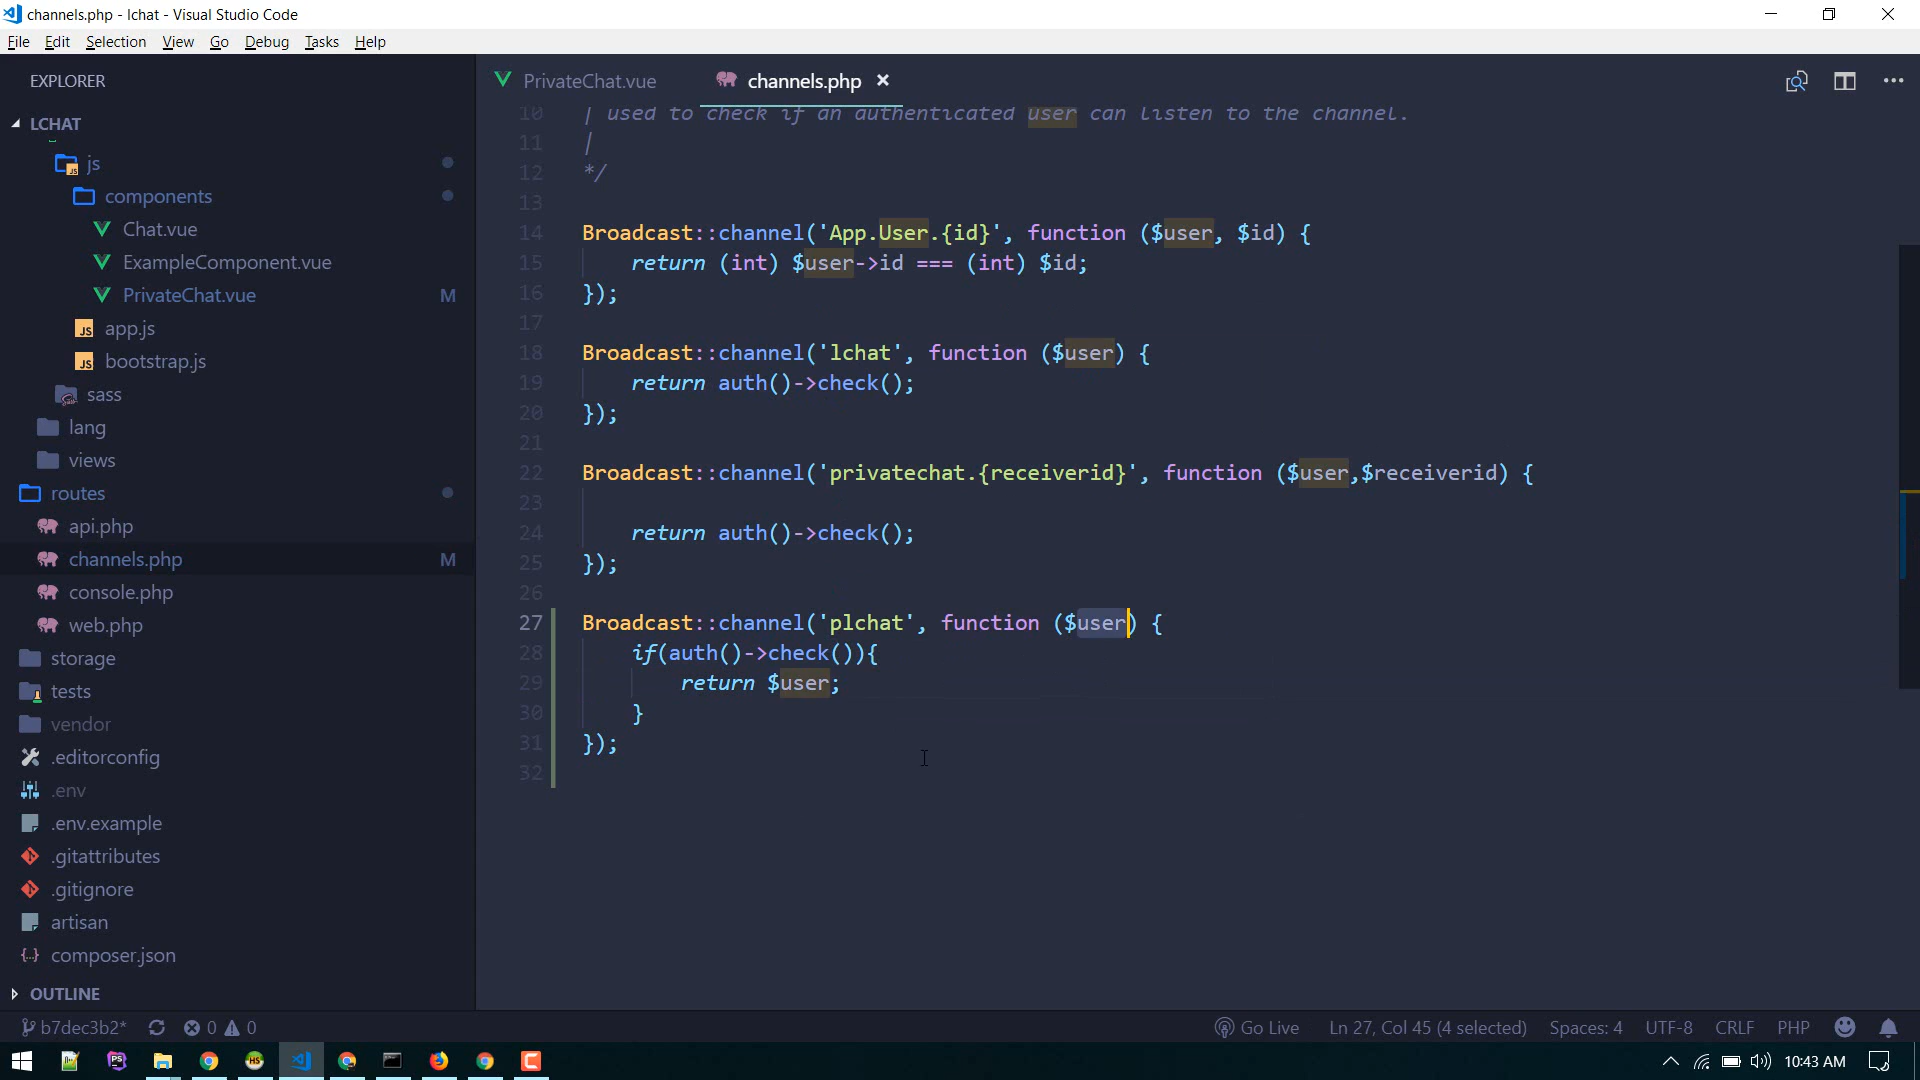 channels.php - lchat - Visual Studio Code
File Edit Selection View Go Debug Tasks Help
EXPLORER
LCHAT
js
components
Chat.vue
ExampleComponent.vue
PrivateChat.vue M
app.js
bootstrap.js
sass
lang
views
routes
api.php
channels.php M
console.php
web.php
storage
tests
vendor
.editorconfig
.env
.env.example
.gitattributes
.gitignore
artisan
composer.json
OUTLINE
PrivateChat.vue channels.php
10 | used to check if an authenticated user can listen to the channel.
11 |
12 */
13
14 Broadcast::channel('App.User.{id}', function ($user, $id) {
15 return (int) $user->id === (int) $id;
16 });
17
18 Broadcast::channel('lchat', function ($user) {
19 return auth()->check();
20 });
21
22 Broadcast::channel('privatechat.{receiverid}', function ($user,$receiverid) {
23
24 return auth()->check();
25 });
26
27 Broadcast::channel('plchat', function ($user) {
28 if(auth()->check()){
29 return $user;
30 }
31 });
32
b7dec3b2* 0 0 Go Live Ln 27, Col 45 (4 selected) Spaces: 4 UTF-8 CRLF PHP
10:43 AM